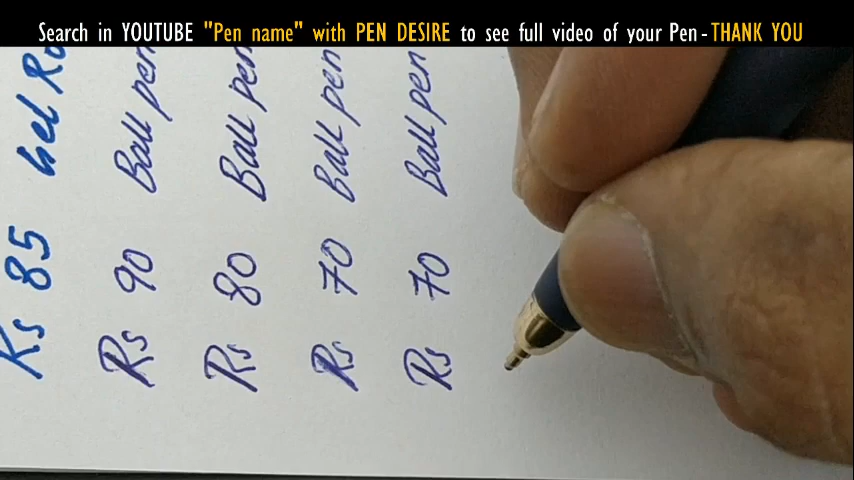 Search in YOUTUBE "Pen name" with PEN DESIRE to see full video of your Pen - THANK YOU
Rs 85 Gel Ro
Rs 90 Ball pen
Rs 80 Ball pen
Rs 70 Ball pen
Rs 70 Ball pen